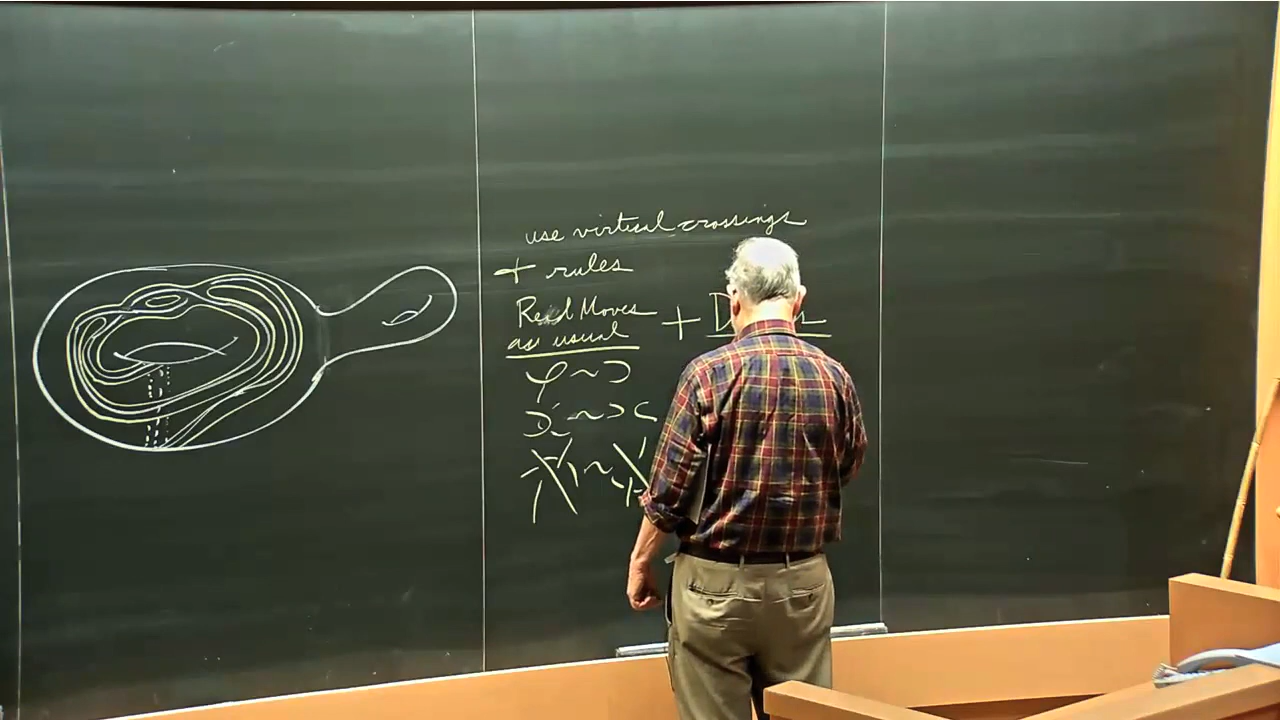 use virtual crossings
+ rules
Reid Moves +
as usual
~
~
~